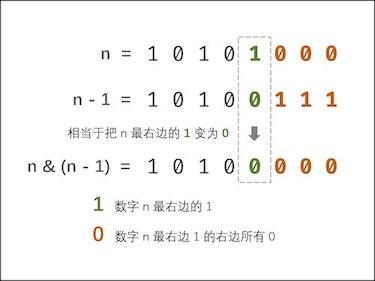 n = 1 0 1 0 1 0 0 0
n - 1 = 1 0 1 0 0 1 1 1
相当于把 n 最右边的 1 变为 0
n & (n - 1) = 1 0 1 0 0 0 0 0
1 数字 n 最右边的 1
0 数字 n 最右边 1 的右边所有 0